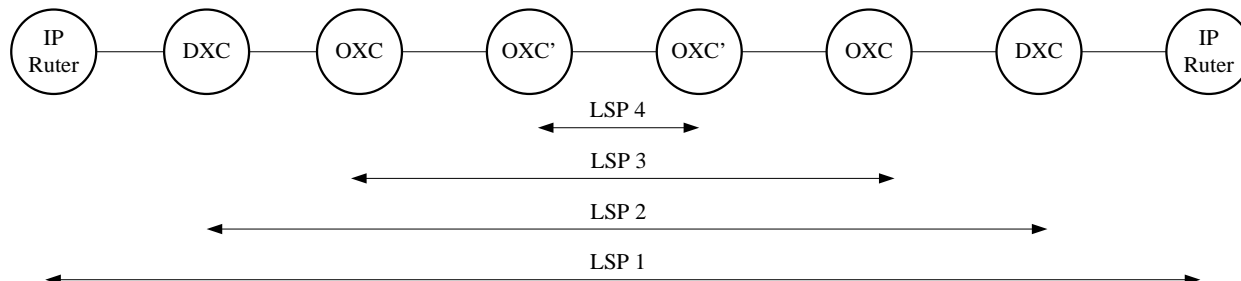 IP
Ruter
DXC
OXC
OXC’
OXC’
OXC
DXC
IP
Ruter
LSP 4
LSP 3
LSP 2
LSP 1